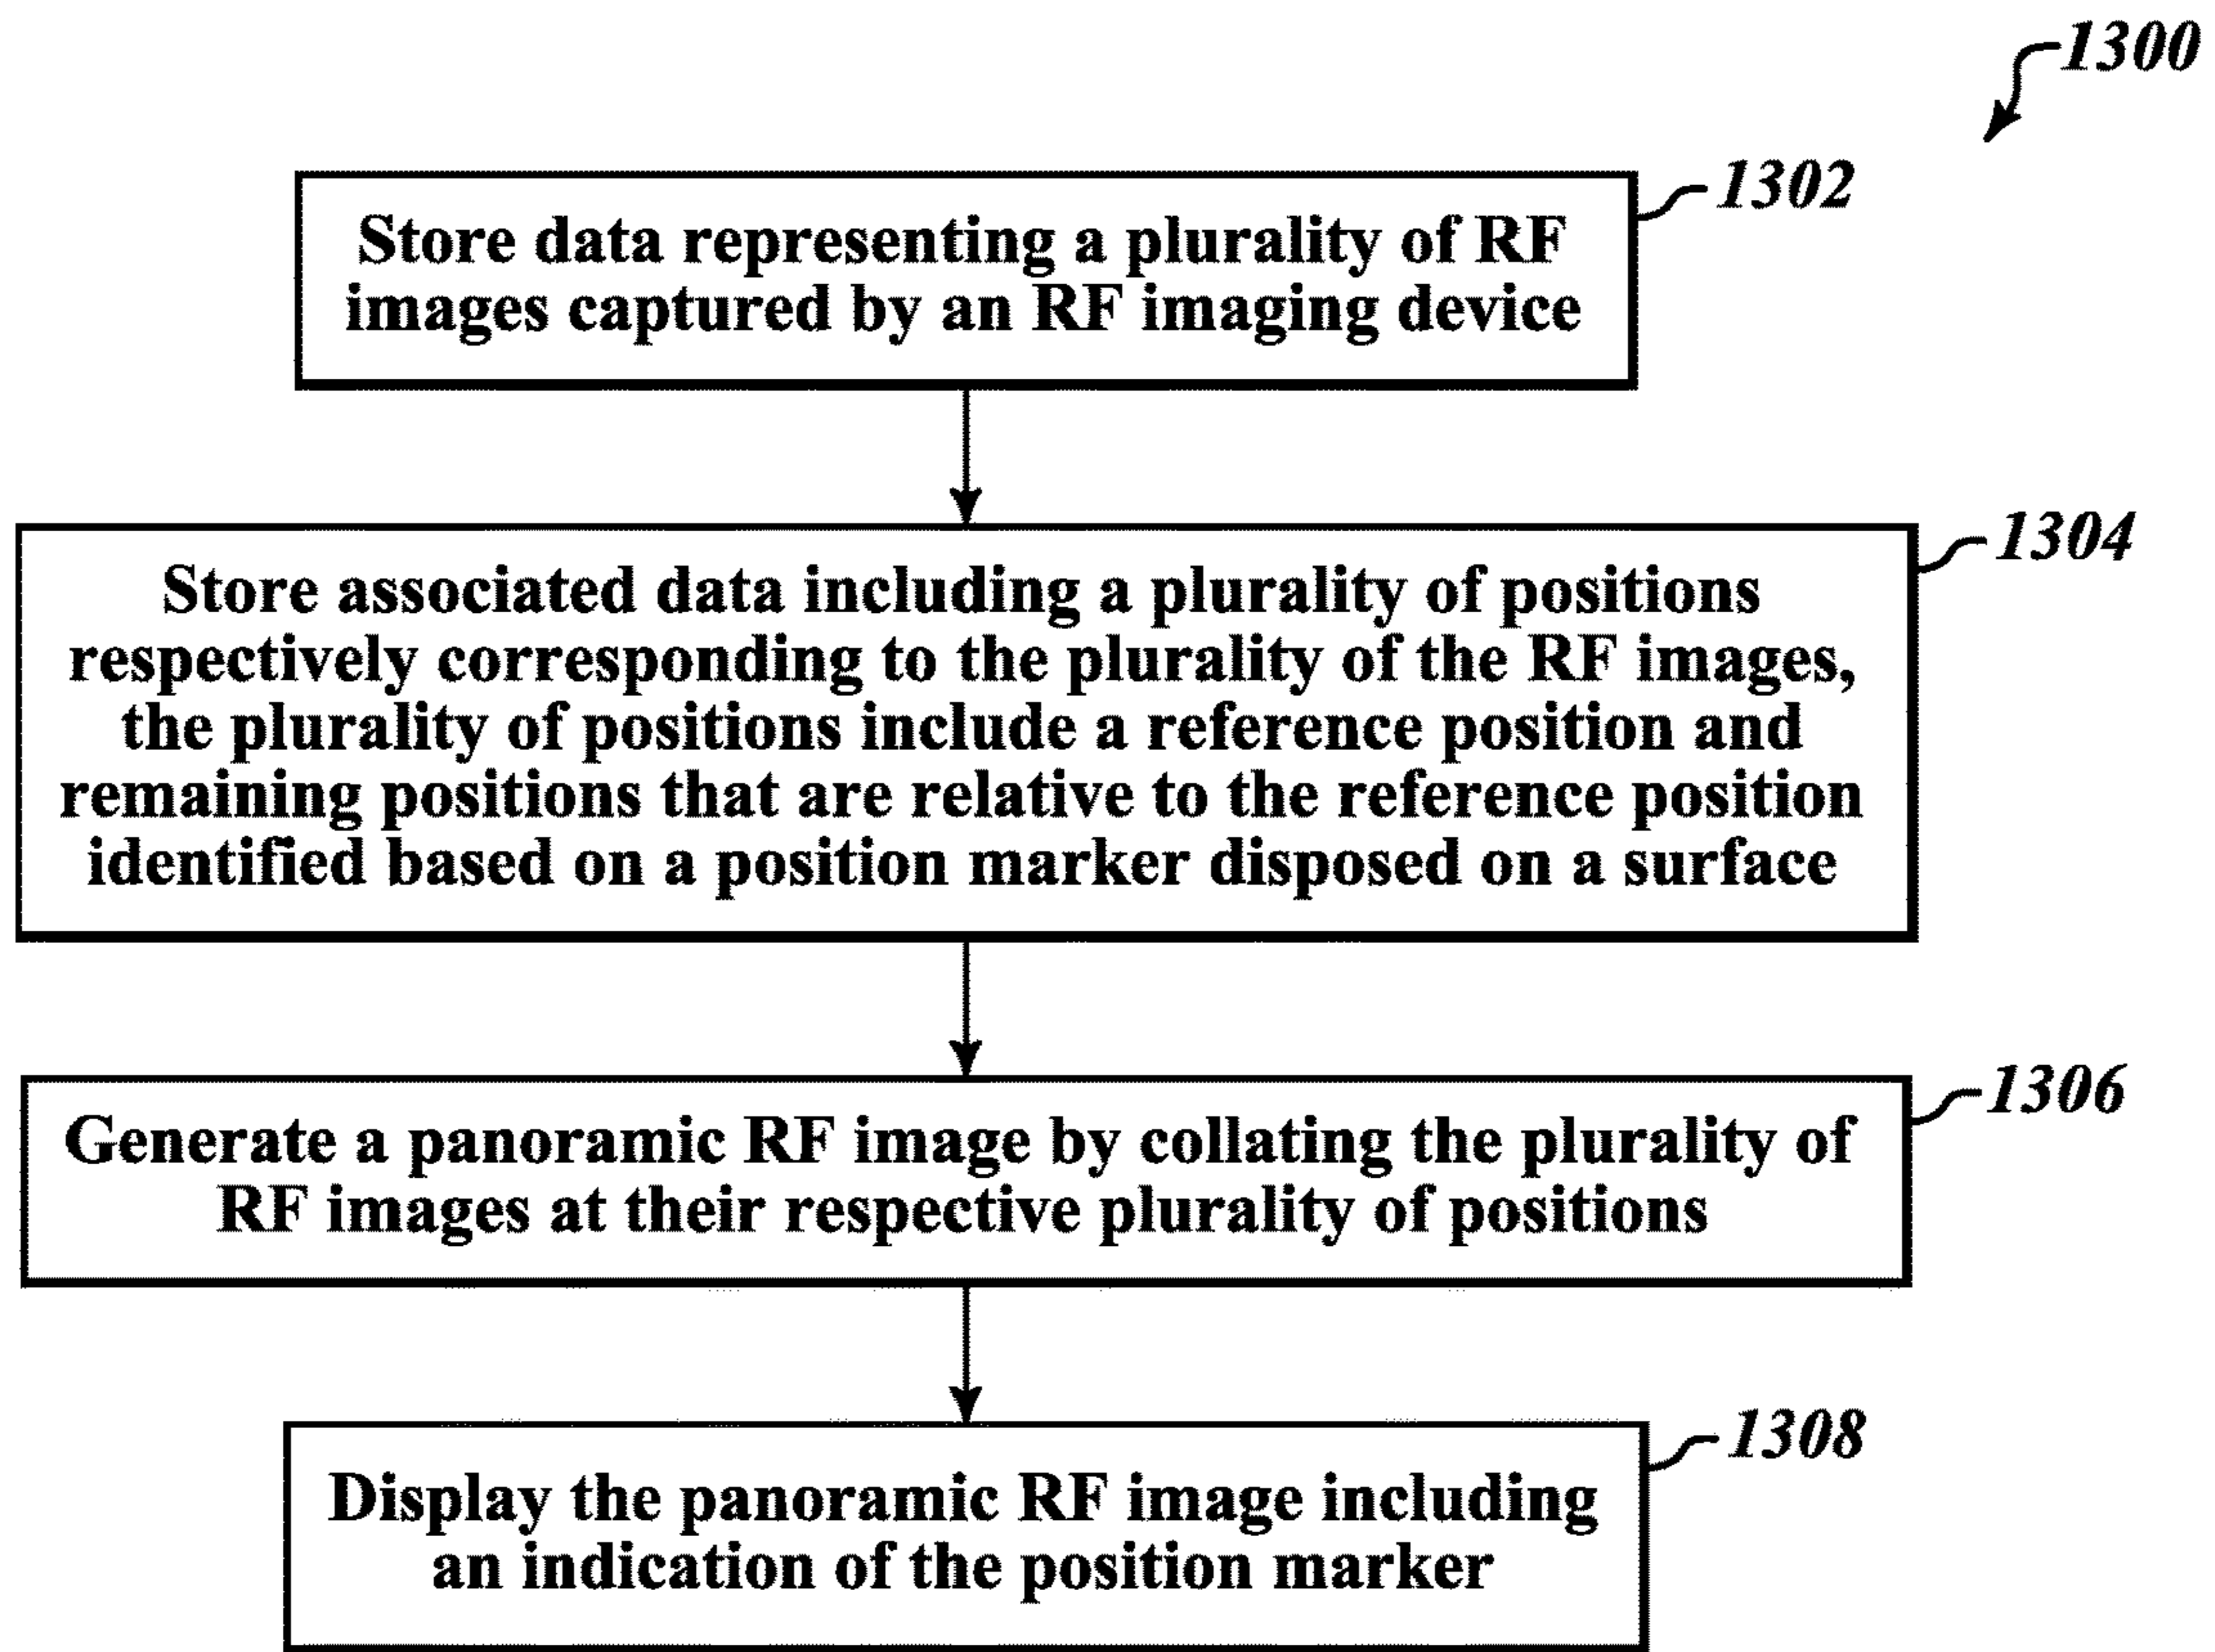 1300
1302
Store data representing a plurality of RF
images captured by an RF imaging device
1304
Store associated data including a plurality of positions
respectively corresponding to the plurality of the RF images,
the plurality of positions include a reference position and
remaining positions that are relative to the reference position
identified based on a position marker disposed on a surface
1306
Generate a panoramic RF image by collating the plurality of
RF images at their respective plurality of positions
1308
Display the panoramic RF image including
an indication of the position marker